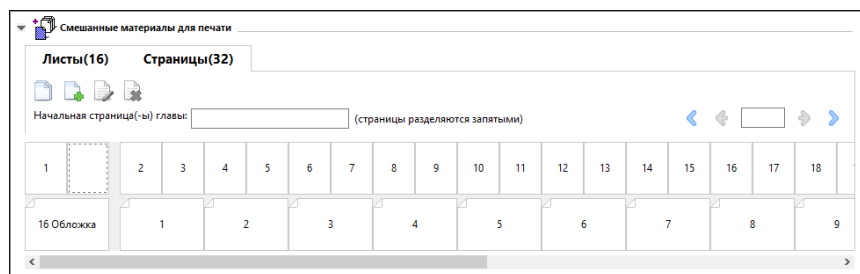 Смешанные материалы для печати
Листы(16) Страницы(32)
Начальная страница(-ы) главы: (страницы разделяются запятыми)
1 2 3 4 5 6 7 8 9 10 11 12 13 14 15 16 17 18
16 Обложка 1 2 3 4 5 6 7 8 9